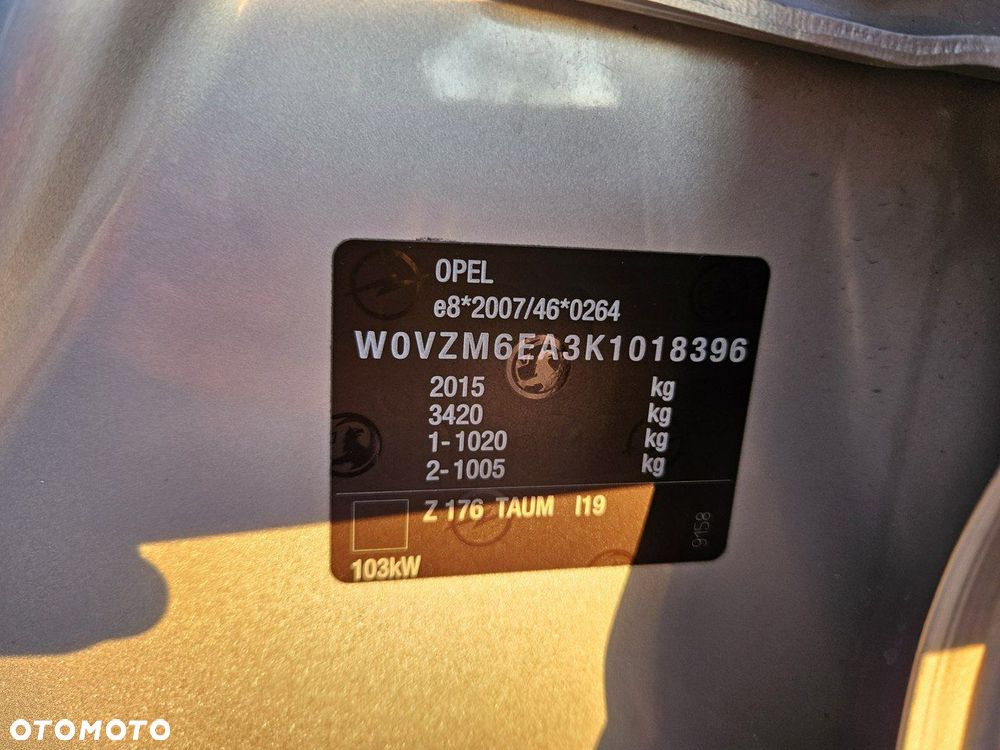 OPEL
e8*2007/46*0264
W0VZM6EA3K1018396
2015 kg
3420 kg
1-1020 kg
2-1005 kg
Z 176 TAUM I19
103kW
9158
OTOMOTO